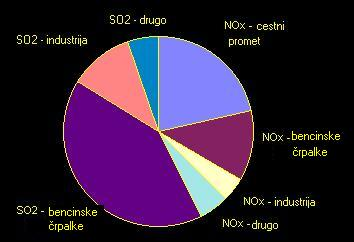 SO2 - drugo
NOx - cestni
promet
SO2 - industrija
NOx - bencinske
črpalke
NOx - industrija
SO2 - bencinske
črpalke
NOx - drugo